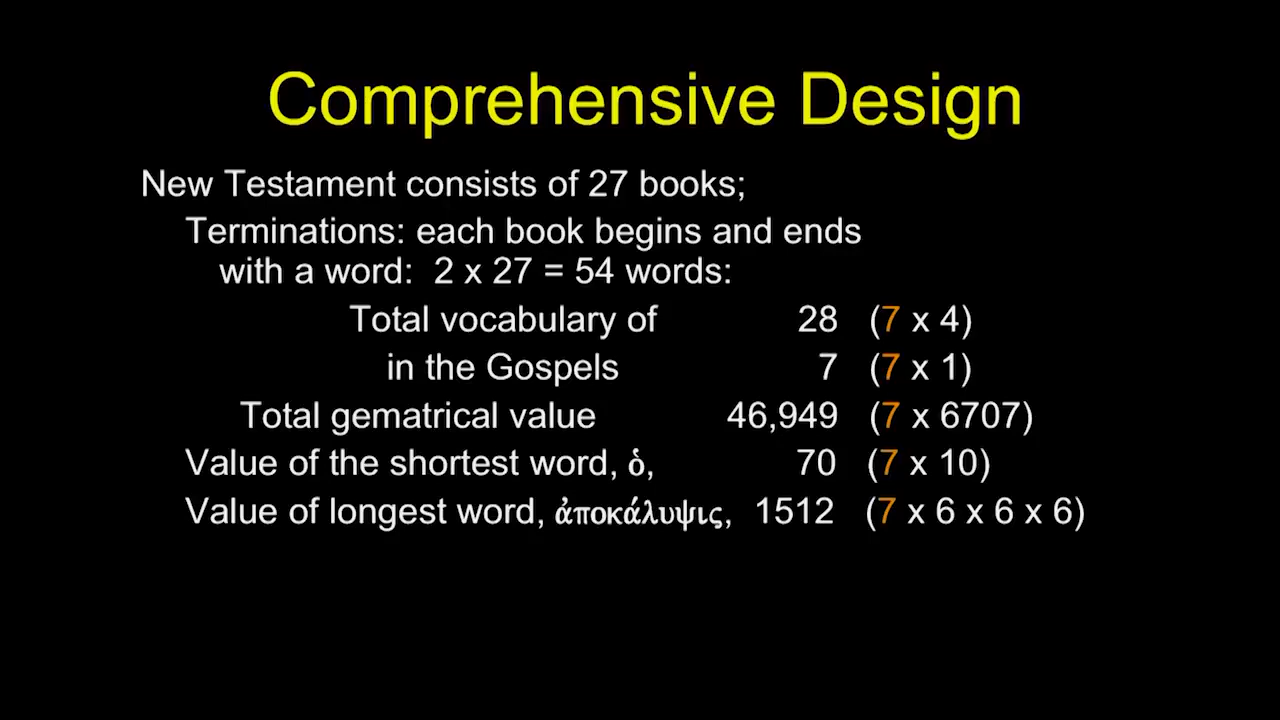 Comprehensive Design
New Testament consists of 27 books;
Terminations: each book begins and ends
with a word: 2 x 27 = 54 words:
Total vocabulary of 28 (7 x 4)
in the Gospels 7 (7 x 1)
Total gematrical value 46,949 (7 x 6707)
Value of the shortest word, ὁ, 70 (7 x 10)
Value of longest word, ἀποκάλυψις, 1512 (7 x 6 x 6 x 6)